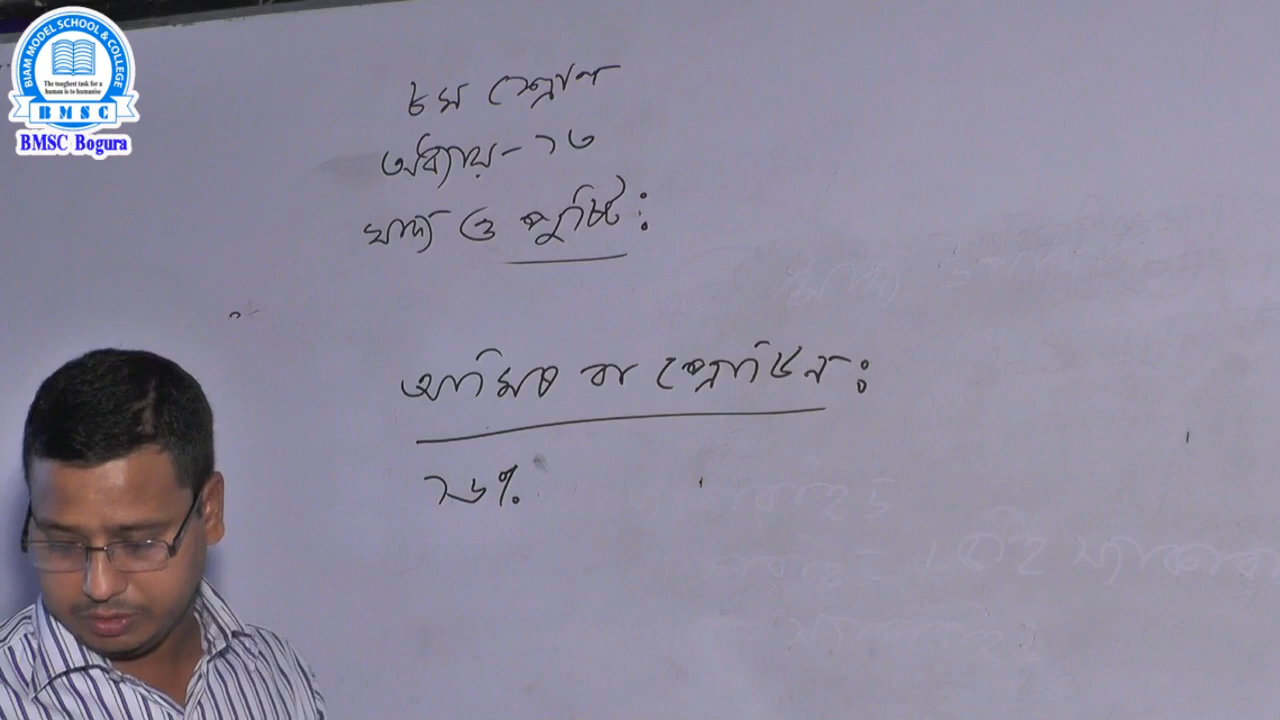 BIAM MODEL SCHOOL & COLLEGE
The toughest task for a
human is to humanise
BMSC
BMSC Bogura
৮ম শ্রেণি
অধ্যায়-১৩
খাদ্য ও পুষ্টি:
আমিষ বা প্রোটিন:
১৬%